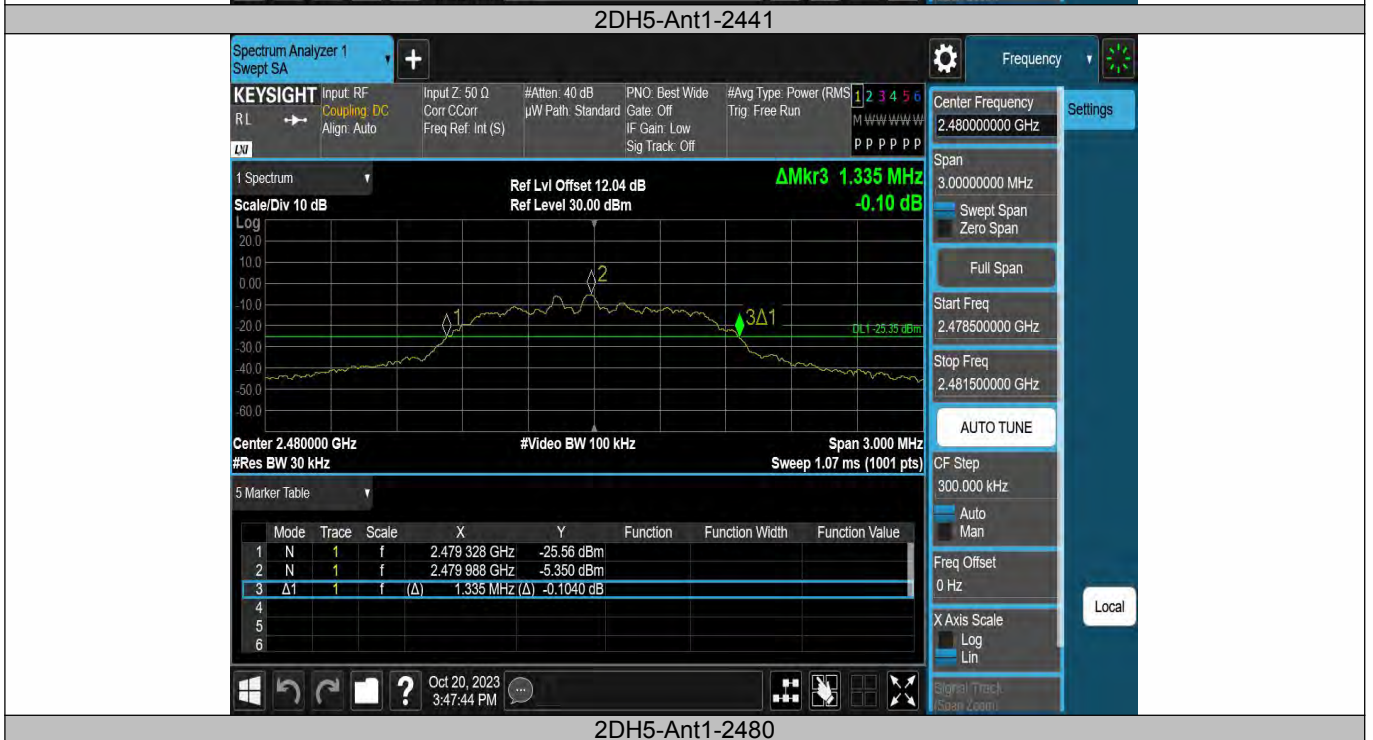 2DH5-Ant1-2441
Spectrum Analyzer 1
Swept SA
+
Frequency
KEYSIGHT
RL
LXI
Input: RF
Coupling: DC
Align: Auto
Input Z: 50 Ω
Corr CCorr
Freq Ref: Int (S)
#Atten: 40 dB
µW Path: Standard
PNO: Best Wide
Gate: Off
IF Gain: Low
Sig Track: Off
#Avg Type: Power (RMS
Trig: Free Run
1 2 3 4 5 6
M W W W W W
P P P P P P
Center Frequency
2.480000000 GHz
Settings
Span
3.00000000 MHz
Swept Span
Zero Span
Full Span
Start Freq
2.478500000 GHz
Stop Freq
2.481500000 GHz
AUTO TUNE
CF Step
300.000 kHz
Auto
Man
Freq Offset
0 Hz
X Axis Scale
Log
Lin
Signal Track
(Span Zoom)
Local
1 Spectrum
Scale/Div 10 dB
Ref Lvl Offset 12.04 dB
Ref Level 30.00 dBm
ΔMkr3 1.335 MHz
-0.10 dB
Log
20.0
10.0
0.00
-10.0
-20.0
-30.0
-40.0
-50.0
-60.0
1
2
3Δ1
DL1 -25.35 dBm
Center 2.480000 GHz
#Res BW 30 kHz
#Video BW 100 kHz
Span 3.000 MHz
Sweep 1.07 ms (1001 pts)
5 Marker Table
Mode Trace Scale X Y Function Function Width Function Value
1 N 1 f 2.479 328 GHz -25.56 dBm
2 N 1 f 2.479 988 GHz -5.350 dBm
3 Δ1 1 f (Δ) 1.335 MHz (Δ) -0.1040 dB
4
5
6
?
Oct 20, 2023
3:47:44 PM
2DH5-Ant1-2480